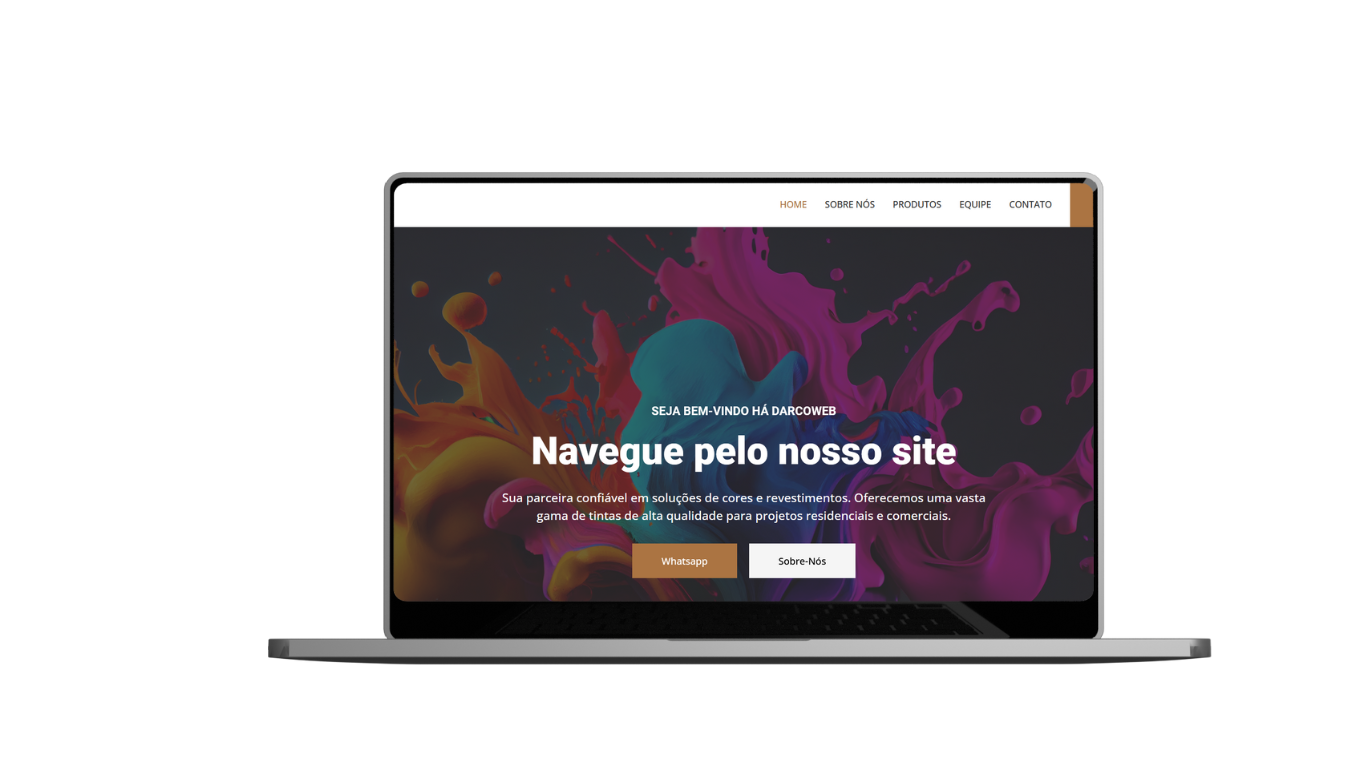 HOME SOBRE NÓS PRODUTOS EQUIPE CONTATO
SEJA BEM-VINDO HÁ DARCOWEB
Navegue pelo nosso site
Sua parceira confiável em soluções de cores e revestimentos. Oferecemos uma vasta
gama de tintas de alta qualidade para projetos residenciais e comerciais.
Whatsapp Sobre-Nós